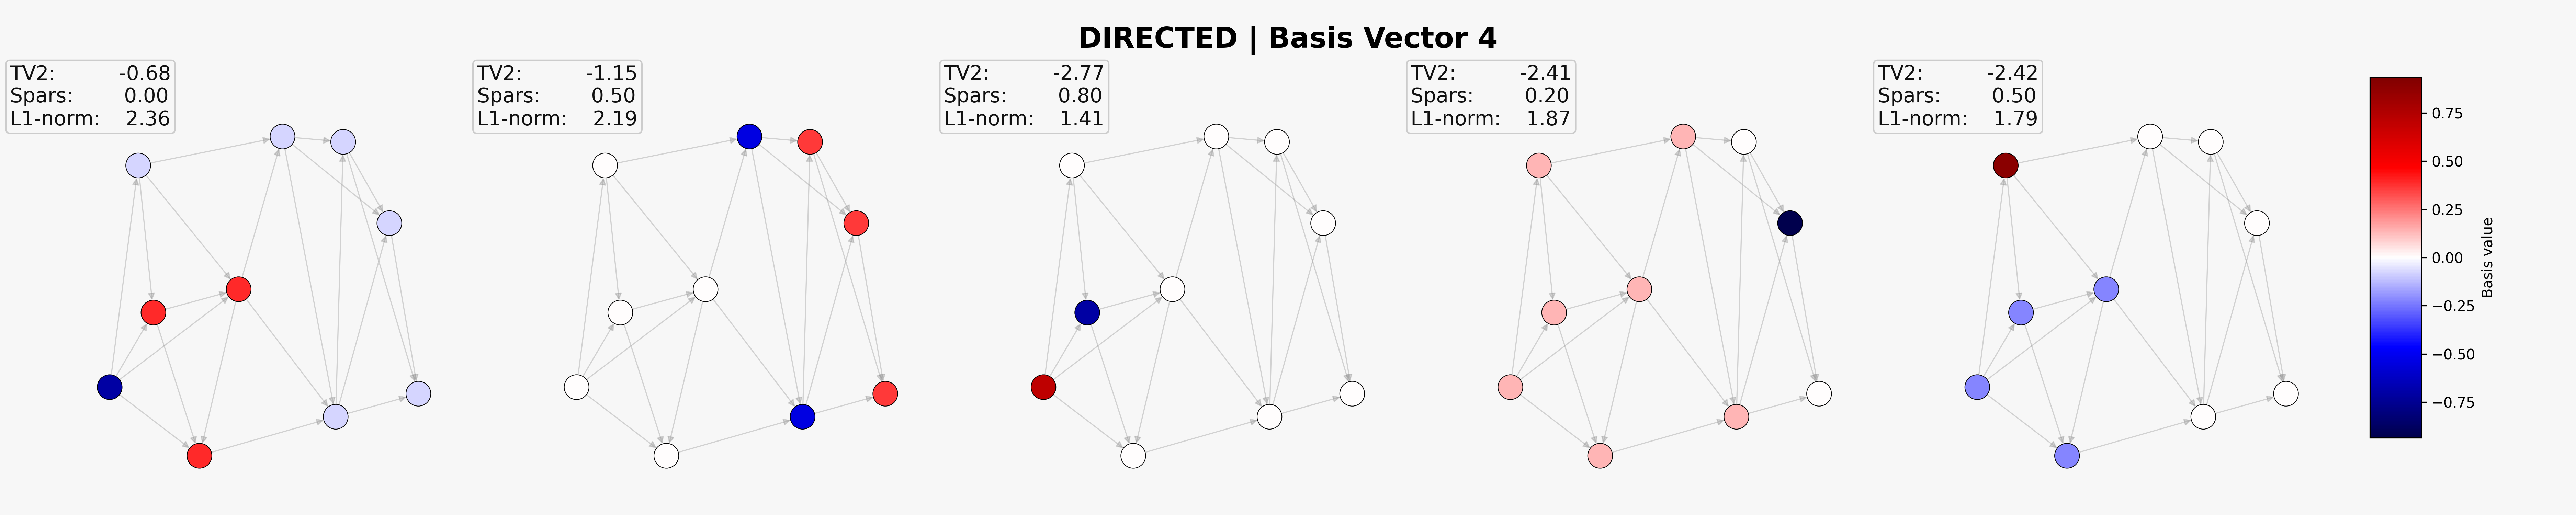 DIRECTED | Basis Vector 4
TV2: -0.68
Spars: 0.00
L1-norm: 2.36
TV2: -1.15
Spars: 0.50
L1-norm: 2.19
TV2: -2.77
Spars: 0.80
L1-norm: 1.41
TV2: -2.41
Spars: 0.20
L1-norm: 1.87
TV2: -2.42
Spars: 0.50
L1-norm: 1.79
0.75
0.50
0.25
0.00
−0.25
−0.50
−0.75
Basis value